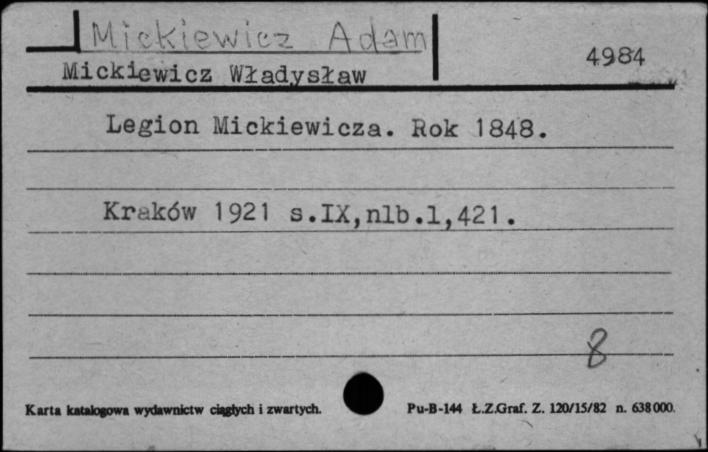 Mickiewicz Adam
4984
Mickiewicz Władysław
Legion Mickiewicza. Rok 1848.
Kraków 1921 s.IX,nlb.1,421.
8
Karta katalogowa wydawnictw ciągłych i zwartych. Pu-B-144 Ł.Z.Graf. Z. 120/15/82 n. 638000.